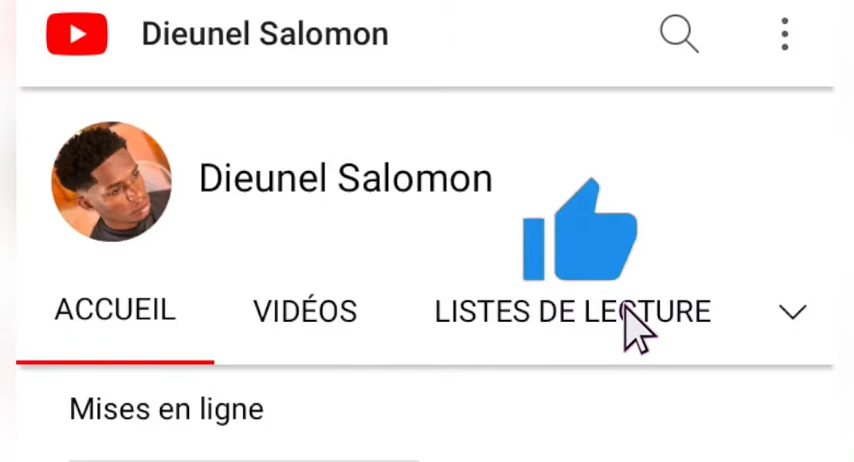 Dieunel Salomon
Dieunel Salomon
ACCUEIL VIDÉOS LISTES DE LECTURE
Mises en ligne